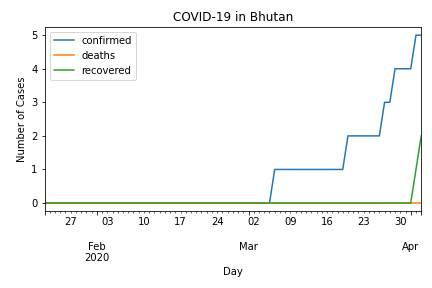 COVID-19 in Bhutan
confirmed
deaths
recovered
Number of Cases
5
4
3
2
1
0
27 03 10 17 24 02 09 16 23 30
Feb Mar Apr
2020
Day